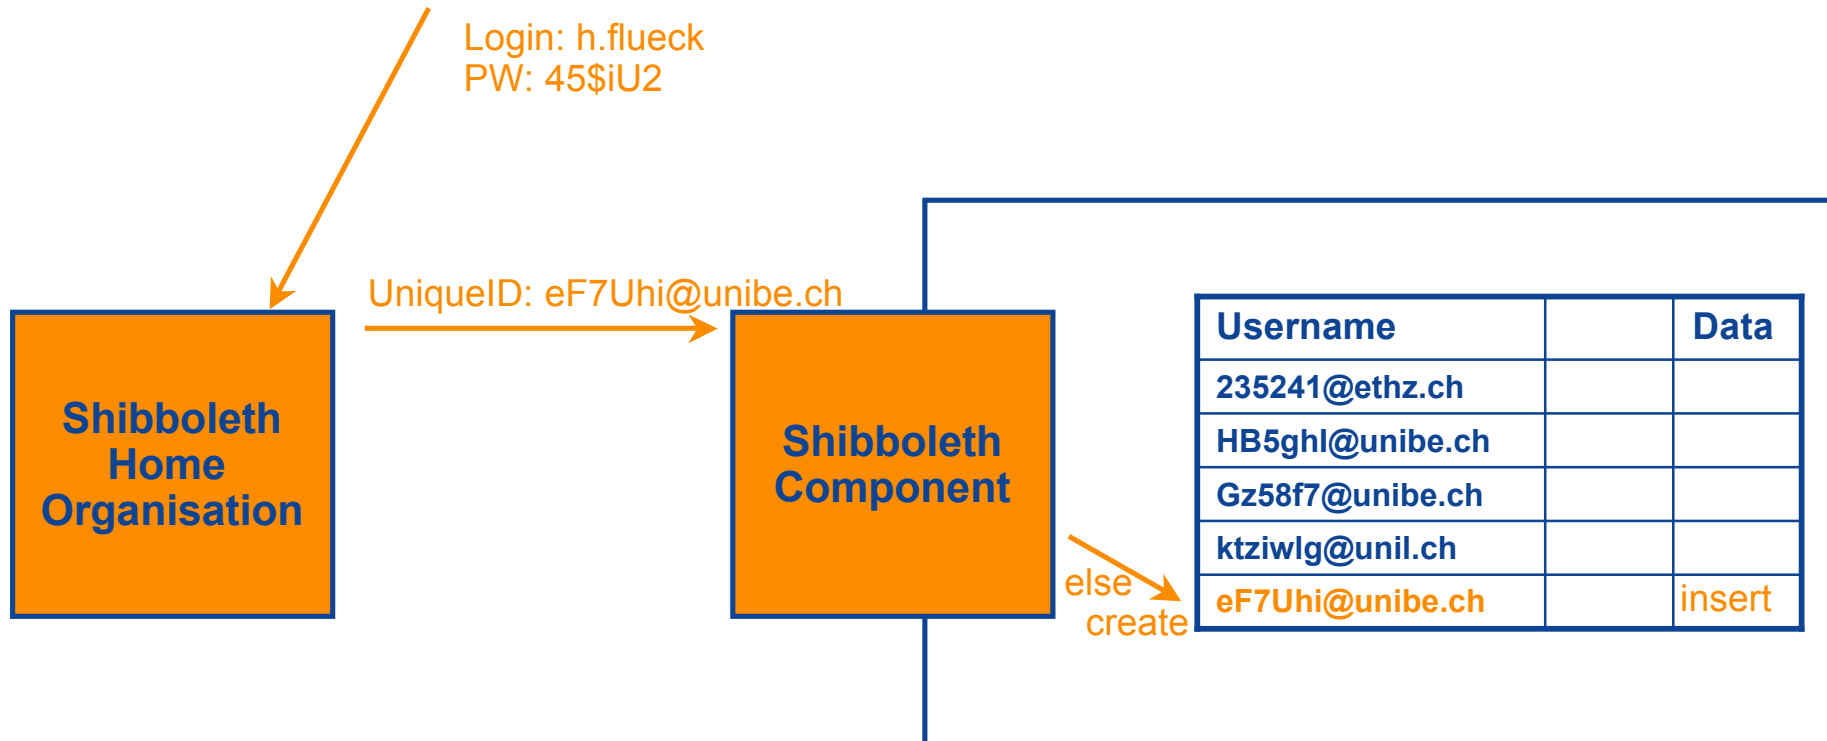 Login: h.flueck
PW: 45$iU2
UniqueID: eF7Uhi@unibe.ch
Shibboleth
Home
Organisation
Shibboleth
Component
else
create
Username Data
235241@ethz.ch
HB5ghl@unibe.ch
Gz58f7@unibe.ch
ktziwlg@unil.ch
eF7Uhi@unibe.ch insert